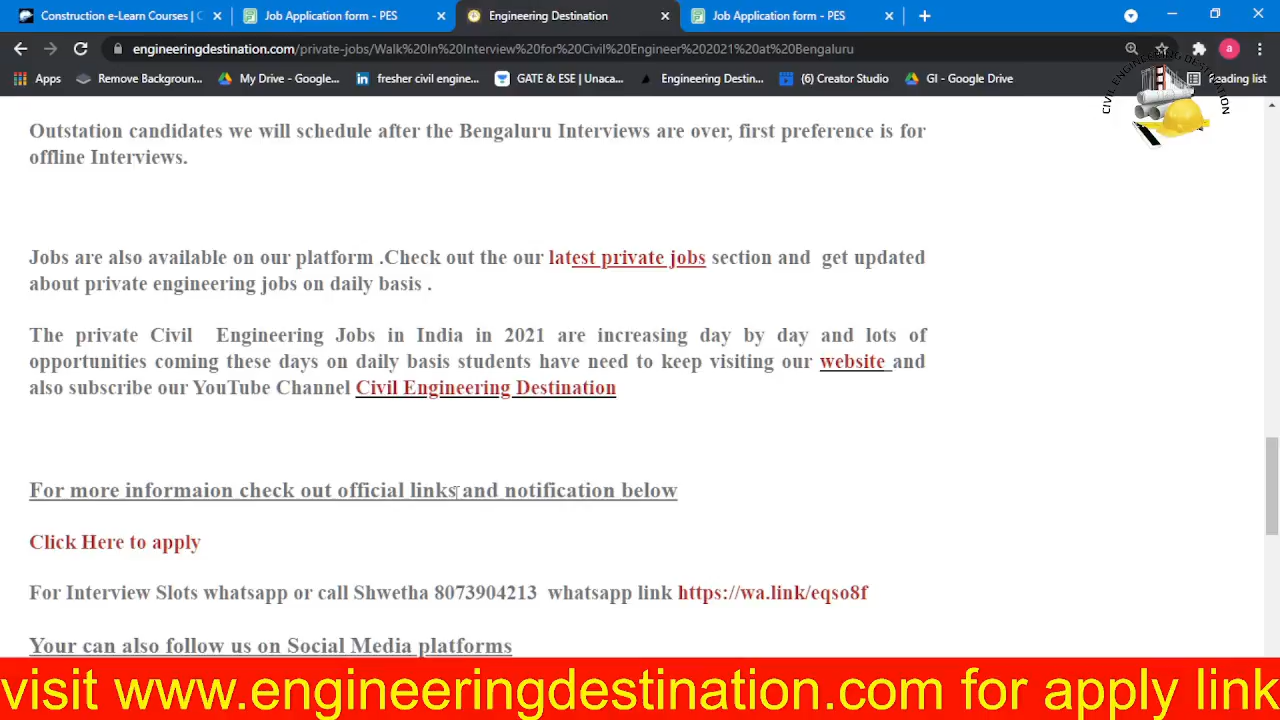 Construction e-Learn Courses | C
Job Application form - PES
Engineering Destination
Job Application form - PES
engineeringdestination.com/private-jobs/Walk%20In%20Interview%20for%20Civil%20Engineer%202021%20at%20Bengaluru
Apps
Remove Backgroun...
My Drive - Google...
fresher civil engine...
GATE & ESE | Unaca...
Engineering Destin...
(6) Creator Studio
GI - Google Drive
Reading list
CIVIL ENGINEERING DESTINATION
Outstation candidates we will schedule after the Bengaluru Interviews are over, first preference is for
offline Interviews.
Jobs are also available on our platform .Check out the our latest private jobs section and get updated
about private engineering jobs on daily basis .
The private Civil Engineering Jobs in India in 2021 are increasing day by day and lots of
opportunities coming these days on daily basis students have need to keep visiting our website and
also subscribe our YouTube Channel Civil Engineering Destination
For more informaion check out official links and notification below
Click Here to apply
For Interview Slots whatsapp or call Shwetha 8073904213 whatsapp link https://wa.link/eqso8f
Your can also follow us on Social Media platforms
visit www.engineeringdestination.com for apply link